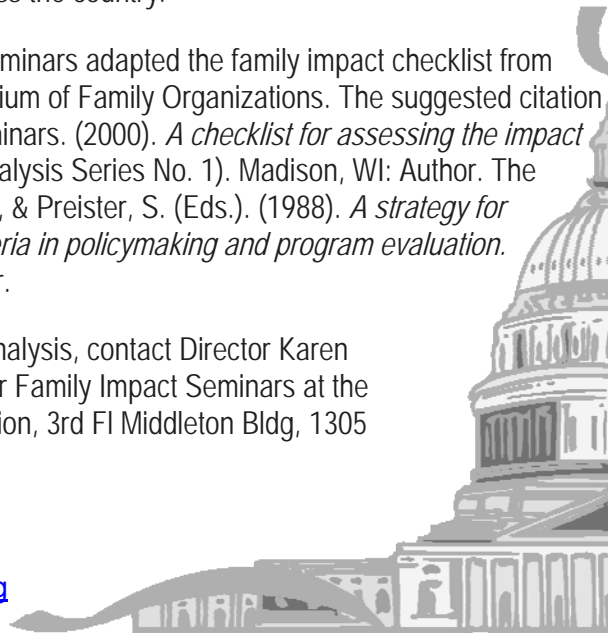 ss the country.
minars adapted the family impact checklist from
ium of Family Organizations. The suggested citation
inars. (2000). A checklist for assessing the impact
alysis Series No. 1). Madison, WI: Author. The
, & Preister, S. (Eds.). (1988). A strategy for
eria in policymaking and program evaluation.
r.
nalysis, contact Director Karen
r Family Impact Seminars at the
ion, 3rd Fl Middleton Bldg, 1305
g